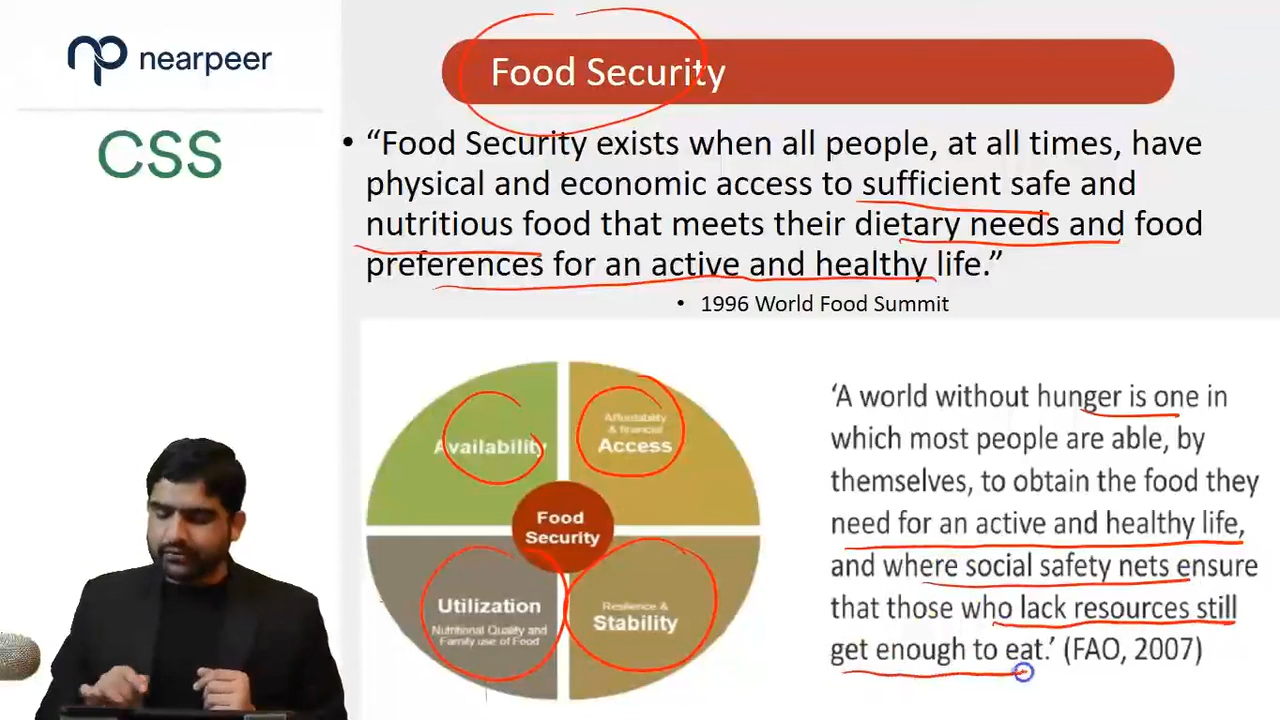 nearpeer
CSS
Food Security
• “Food Security exists when all people, at all times, have
physical and economic access to sufficient safe and
nutritious food that meets their dietary needs and food
preferences for an active and healthy life.”
• 1996 World Food Summit
Availability
Affordability
& financial
Access
Food
Security
Utilization
Nutritional Quality and
Family use of Food
Resilience &
Stability
‘A world without hunger is one in
which most people are able, by
themselves, to obtain the food they
need for an active and healthy life,
and where social safety nets ensure
that those who lack resources still
get enough to eat.’ (FAO, 2007)